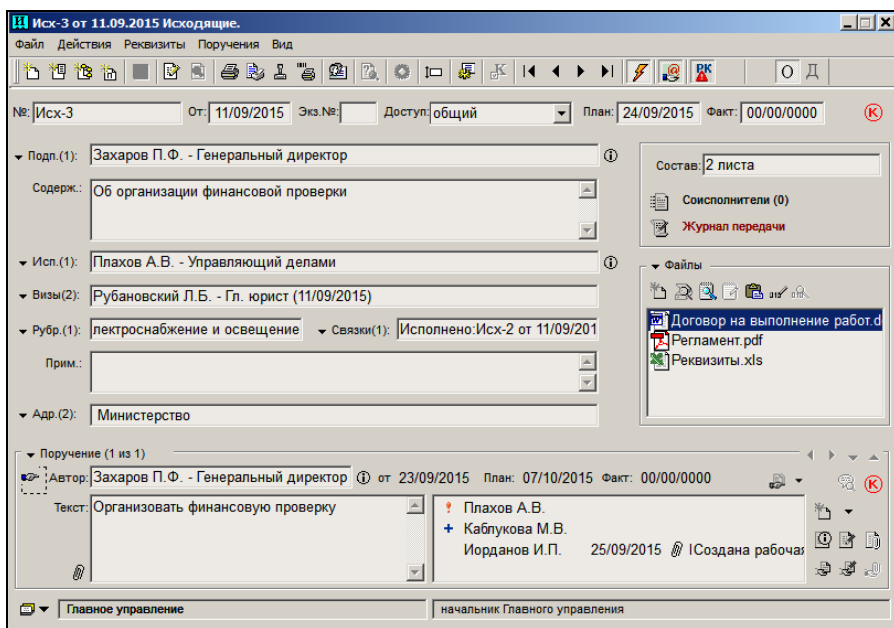 Исх-3 от 11.09.2015 Исходящие.
Файл Действия Реквизиты Поручения Вид
РК О Д
№: Исх-3 От: 11/09/2015 Экз.№: Доступ: общий План: 24/09/2015 Факт: 00/00/0000 К
Подп.(1): Захаров П.Ф. - Генеральный директор
Состав: 2 листа
Содерж.: Об организации финансовой проверки
Соисполнители (0)
Журнал передачи
Исп.(1): Плахов А.В. - Управляющий делами
Файлы
Визы(2): Рубановский Л.Б. - Гл. юрист (11/09/2015)
Договор на выполнение работ.d
Рубр.(1): лектроснабжение и освещение Связки(1): Исполнено:Исх-2 от 11/09/201
Регламент.pdf
Реквизиты.xls
Прим.:
Адр.(2): Министерство
Поручение (1 из 1)
Автор: Захаров П.Ф. - Генеральный директор от 23/09/2015 План: 07/10/2015 Факт: 00/00/0000 К
Текст: Организовать финансовую проверку
! Плахов А.В.
+ Каблукова М.В.
Иорданов И.П. 25/09/2015 IСоздана рабочая
Главное управление начальник Главного управления